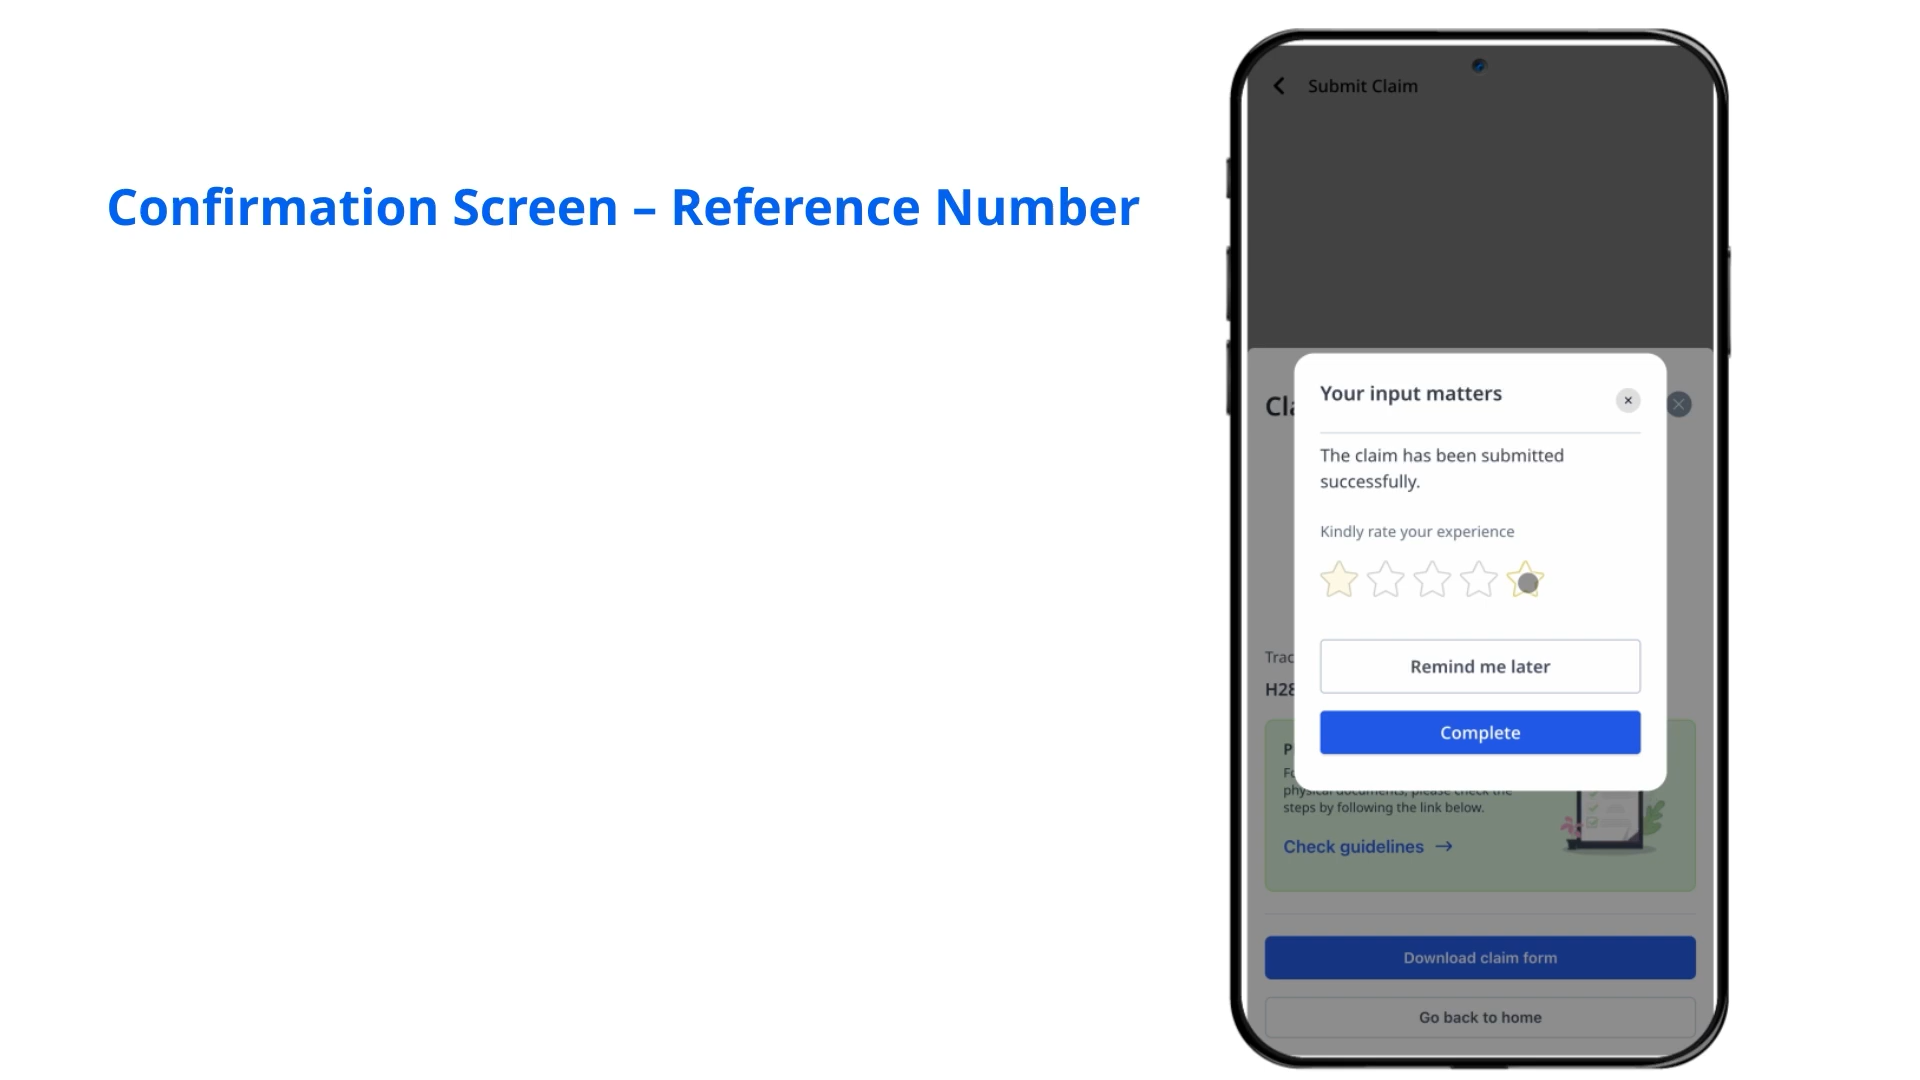 Confirmation Screen – Reference Number
Submit Claim
Your input matters
The claim has been submitted
successfully.
Kindly rate your experience
Remind me later
Complete
steps by following the link below.
Check guidelines →
Download claim form
Go back to home